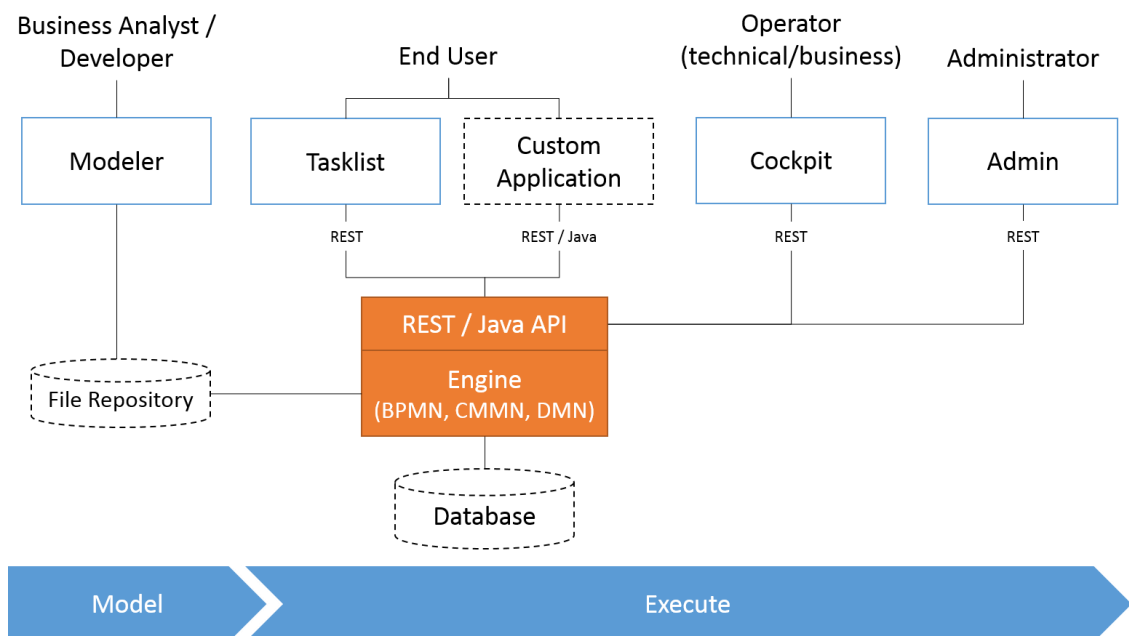 Business Analyst /
Developer
End User
Operator
(technical/business)
Administrator
Modeler
Tasklist
Custom
Application
Cockpit
Admin
REST
REST / Java
REST
REST
REST / Java API
Engine
(BPMN, CMMN, DMN)
File Repository
Database
Model
Execute